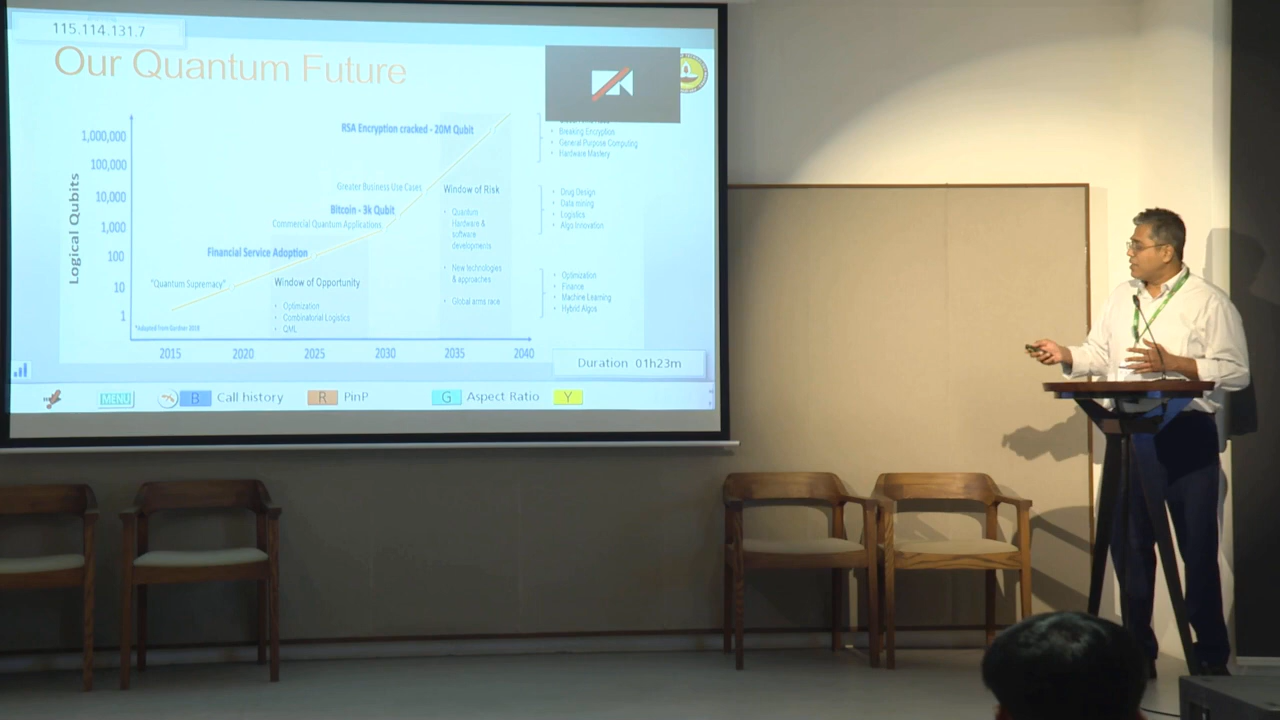 115.114.131.7
Our Quantum Future
Logical Qubits
1,000,000
100,000
10,000
1,000
100
10
1
RSA Encryption cracked - 20M Qubit
Greater Business Use Cases
Bitcoin - 3k Qubit
Commercial Quantum Applications
Financial Service Adoption
"Quantum Supremacy"
Window of Opportunity
• Optimization
• Combinatorial Logistics
• QML
*Adapted from Gartner
Window of Risk
• Quantum
Hardware &
software
developments
• New technologies
& approaches
• Global arms race
• Breaking Encryption
• General Purpose Computing
• Hardware Mastery
• Drug Design
• Data mining
• Logistics
• Algo Innovation
• Optimization
• Finance
• Machine Learning
• Hybrid Algos
2015 2020 2025 2030 2035 2040
Duration 01h23m
MENU B Call history R PinP G Aspect Ratio Y